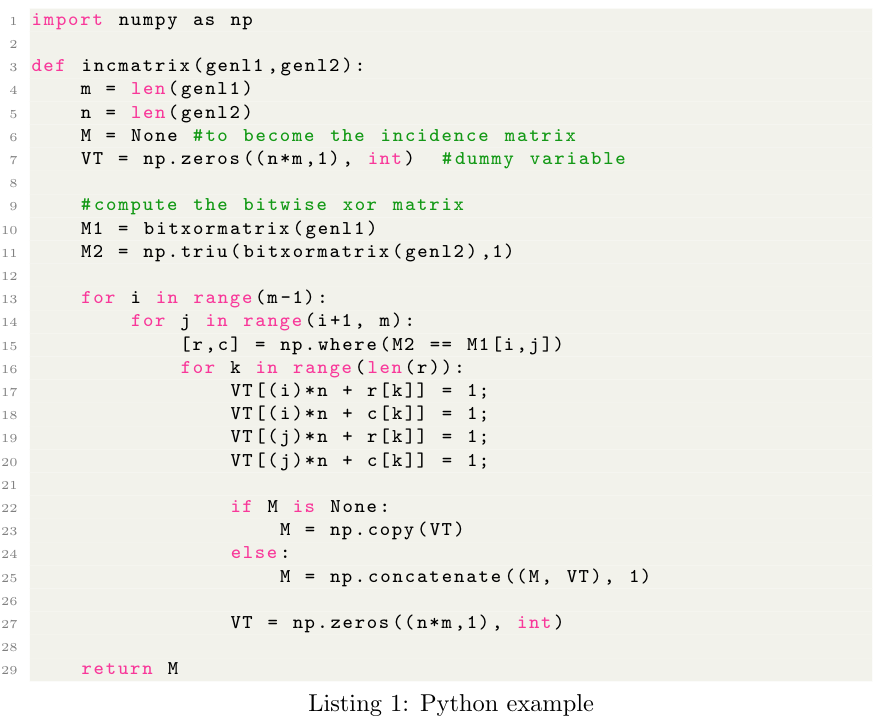 1 import numpy as np
2
3 def incmatrix(genl1,genl2):
4     m = len(genl1)
5     n = len(genl2)
6     M = None #to become the incidence matrix
7     VT = np.zeros((n*m,1), int)  #dummy variable
8
9     #compute the bitwise xor matrix
10     M1 = bitxormatrix(genl1)
11     M2 = np.triu(bitxormatrix(genl2),1)
12
13     for i in range(m-1):
14         for j in range(i+1, m):
15             [r,c] = np.where(M2 == M1[i,j])
16             for k in range(len(r)):
17                 VT[(i)*n + r[k]] = 1;
18                 VT[(i)*n + c[k]] = 1;
19                 VT[(j)*n + r[k]] = 1;
20                 VT[(j)*n + c[k]] = 1;
21
22                 if M is None:
23                     M = np.copy(VT)
24                 else:
25                     M = np.concatenate((M, VT), 1)
26
27                 VT = np.zeros((n*m,1), int)
28
29     return M
Listing 1: Python example